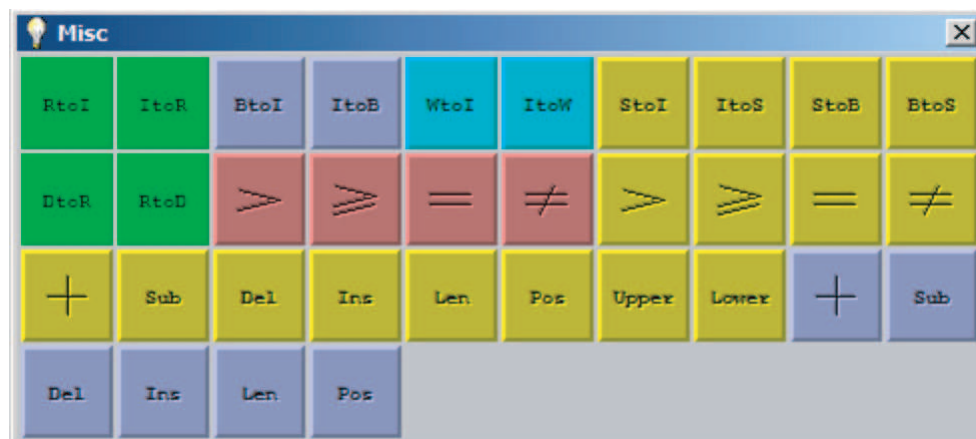 Misc
RtoI ItoR BtoI ItoB WtoI ItoW StoI ItoS StoB BtoS
DtoR RtoD > ⩾ = ≠ > ⩾ = ≠
+ Sub Del Ins Len Pos Upper Lower + Sub
Del Ins Len Pos